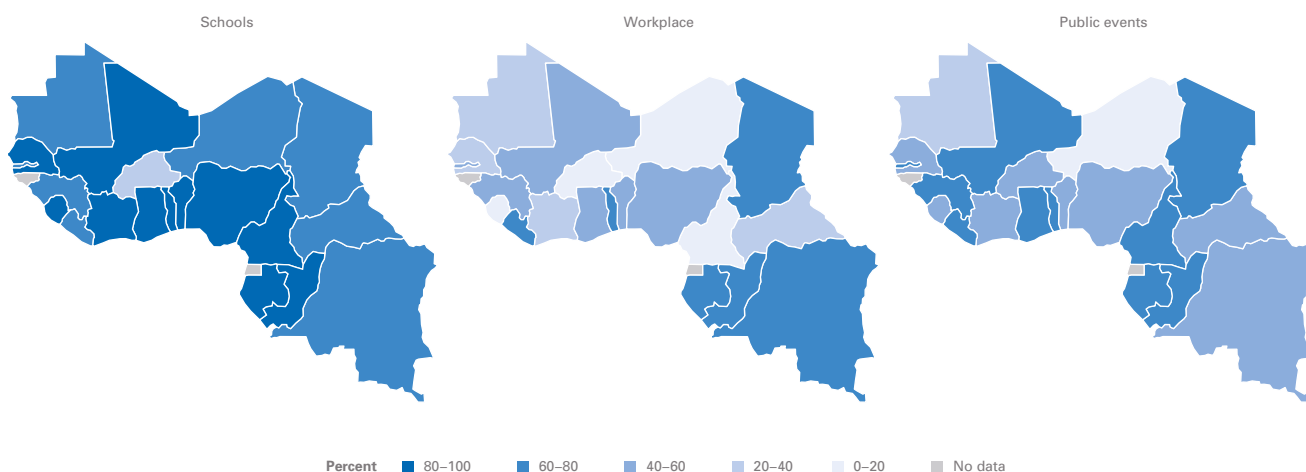 Schools
Workplace
Public events
Percent 80–100 60–80 40–60 20–40 0–20 No data